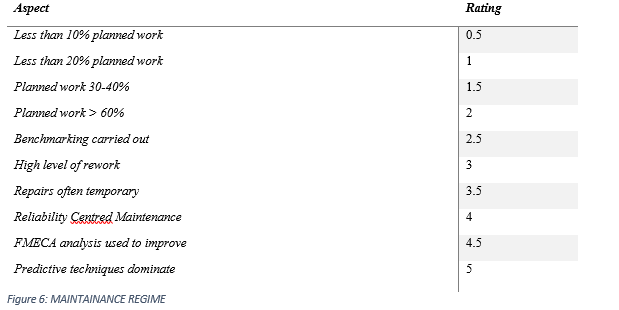 Aspect Rating
Less than 10% planned work 0.5
Less than 20% planned work 1
Planned work 30-40% 1.5
Planned work > 60% 2
Benchmarking carried out 2.5
High level of rework 3
Repairs often temporary 3.5
Reliability Centred Maintenance 4
FMECA analysis used to improve 4.5
Predictive techniques dominate 5
Figure 6: MAINTAINANCE REGIME